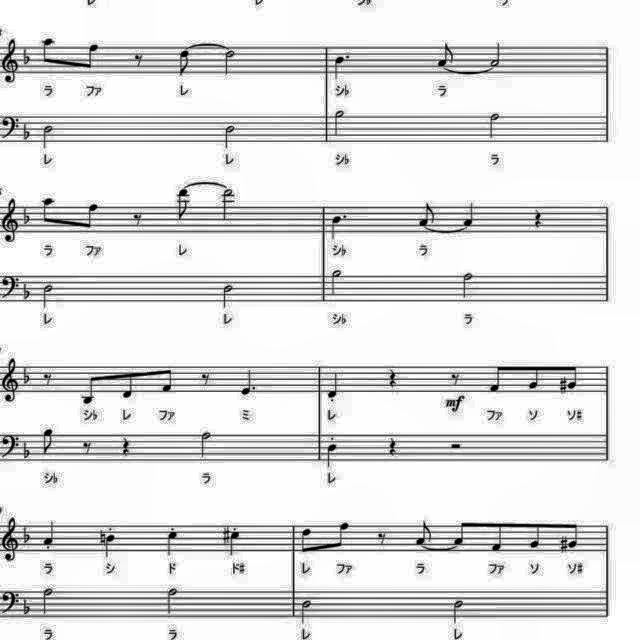 シ♭
ラ ファ レ シ♭ ラ
レ レ シ♭ ラ
ラ ファ レ シ♭ ラ
レ レ シ♭ ラ
mf
シ♭ レ ファ ミ レ ファ ソ ソ♯
シ♭ ラ レ
ラ シ ド ド♯ レ ファ ラ ファ ソ ソ♯
ラ ラ レ レ